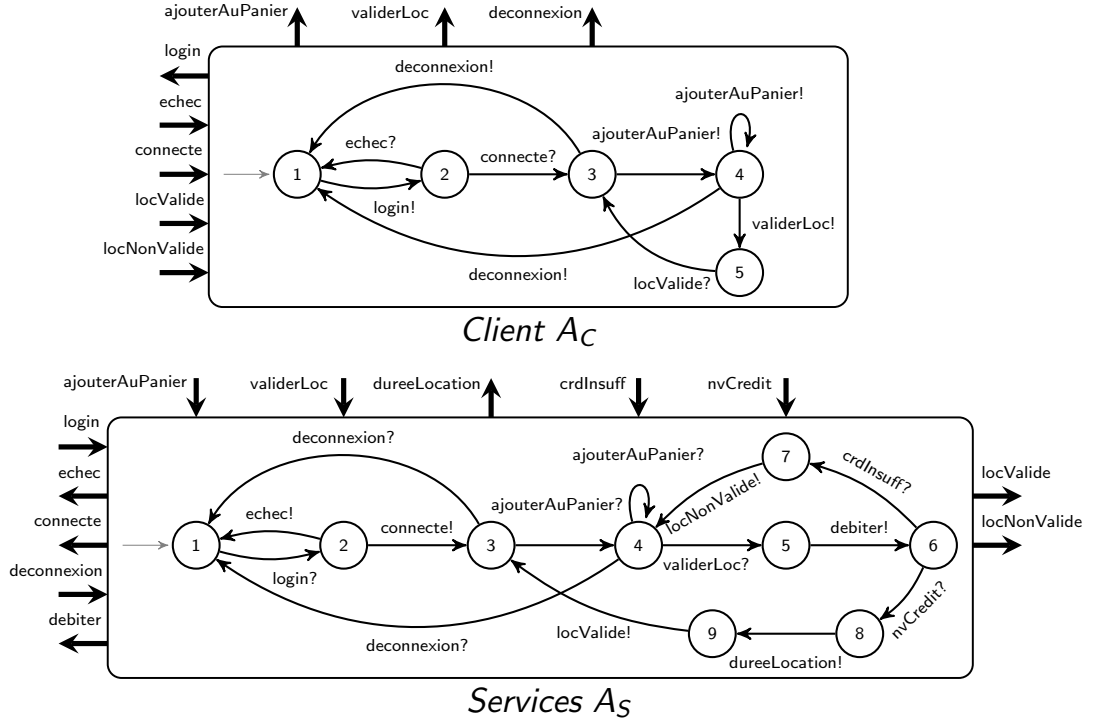 ajouterAuPanier validerLoc deconnexion
login
echec
connecte
locValide
locNonValide
deconnexion!
ajouterAuPanier!
ajouterAuPanier!
echec?
connecte?
1 2 3 4
login!
validerLoc!
5
locValide?
deconnexion!
Client A_C
ajouterAuPanier validerLoc dureeLocation crdInsuff nvCredit
login
echec
connecte
deconnexion
debiter
locValide
locNonValide
deconnexion?
ajouterAuPanier?
7
crdInsuff?
locNonValide!
ajouterAuPanier?
echec!
connecte!
debiter!
1 2 3 4 5 6
login?
validerLoc?
nvCredit?
9 8
locValide!
deconnexion?
dureeLocation!
Services A_S